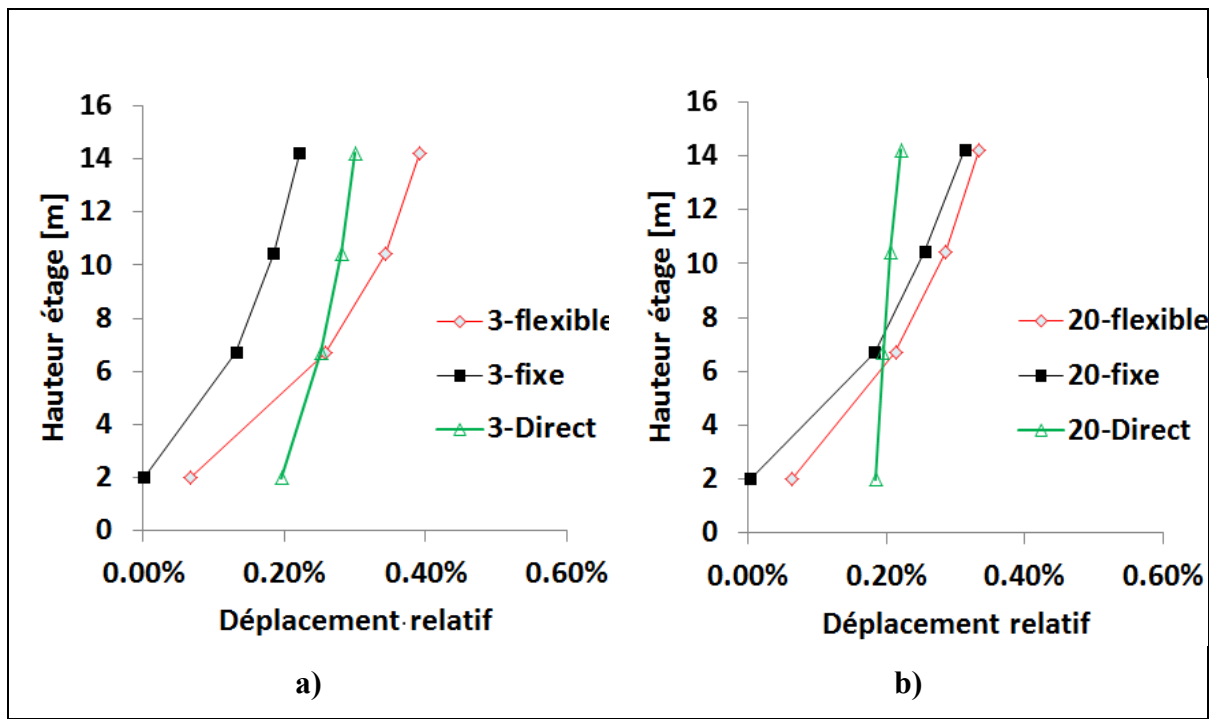 16
14
12
10
8
6
4
2
0
Hauteur étage [m]
0.00% 0.20% 0.40% 0.60%
Déplacement·relatif
3-flexible
3-fixe
3-Direct
a)
16
14
12
10
8
6
4
2
0
Hauteur étage [m]
0.00% 0.20% 0.40% 0.60%
Déplacement relatif
20-flexible
20-fixe
20-Direct
b)